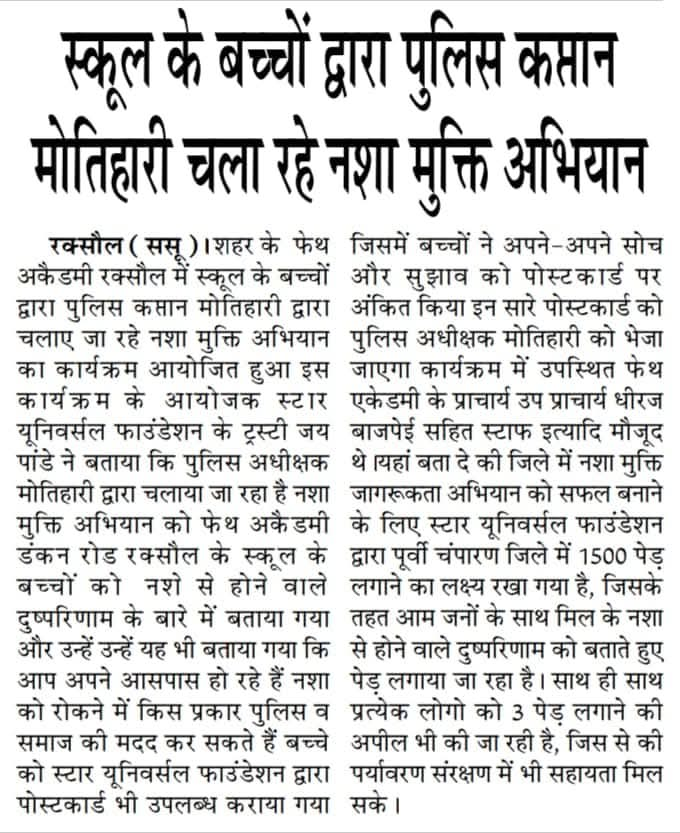 स्कूल के बच्चों द्वारा पुलिस कप्तान
मोतिहारी चला रहे नशा मुक्ति अभियान
रक्सौल ( ससू )।शहर के फेथ
अकैडमी रक्सौल में स्कूल के बच्चों
द्वारा पुलिस कप्तान मोतिहारी द्वारा
चलाए जा रहे नशा मुक्ति अभियान
का कार्यक्रम आयोजित हुआ इस
कार्यक्रम के आयोजक स्टार
यूनिवर्सल फाउंडेशन के ट्रस्टी जय
पांडे ने बताया कि पुलिस अधीक्षक
मोतिहारी द्वारा चलाया जा रहा है नशा
मुक्ति अभियान को फेथ अकैडमी
डंकन रोड रक्सौल के स्कूल के
बच्चों को नशे से होने वाले
दुष्परिणाम के बारे में बताया गया
और उन्हें उन्हें यह भी बताया गया कि
आप अपने आसपास हो रहे हैं नशा
को रोकने में किस प्रकार पुलिस व
समाज की मदद कर सकते हैं बच्चे
को स्टार यूनिवर्सल फाउंडेशन द्वारा
पोस्टकार्ड भी उपलब्ध कराया गया
जिसमें बच्चों ने अपने-अपने सोच
और सुझाव को पोस्टकार्ड पर
अंकित किया इन सारे पोस्टकार्ड को
पुलिस अधीक्षक मोतिहारी को भेजा
जाएगा कार्यक्रम में उपस्थित फेथ
एकेडमी के प्राचार्य उप प्राचार्य धीरज
बाजपेई सहित स्टाफ इत्यादि मौजूद
थे ।यहां बता दे की जिले में नशा मुक्ति
जागरूकता अभियान को सफल बनाने
के लिए स्टार यूनिवर्सल फाउंडेशन
द्वारा पूर्वी चंपारण जिले में 1500 पेड़
लगाने का लक्ष्य रखा गया है, जिसके
तहत आम जनों के साथ मिल के नशा
से होने वाले दुष्परिणाम को बताते हुए
पेड़ लगाया जा रहा है। साथ ही साथ
प्रत्येक लोगो को 3 पेड़ लगाने की
अपील भी की जा रही है, जिस से की
पर्यावरण संरक्षण में भी सहायता मिल
सके ।